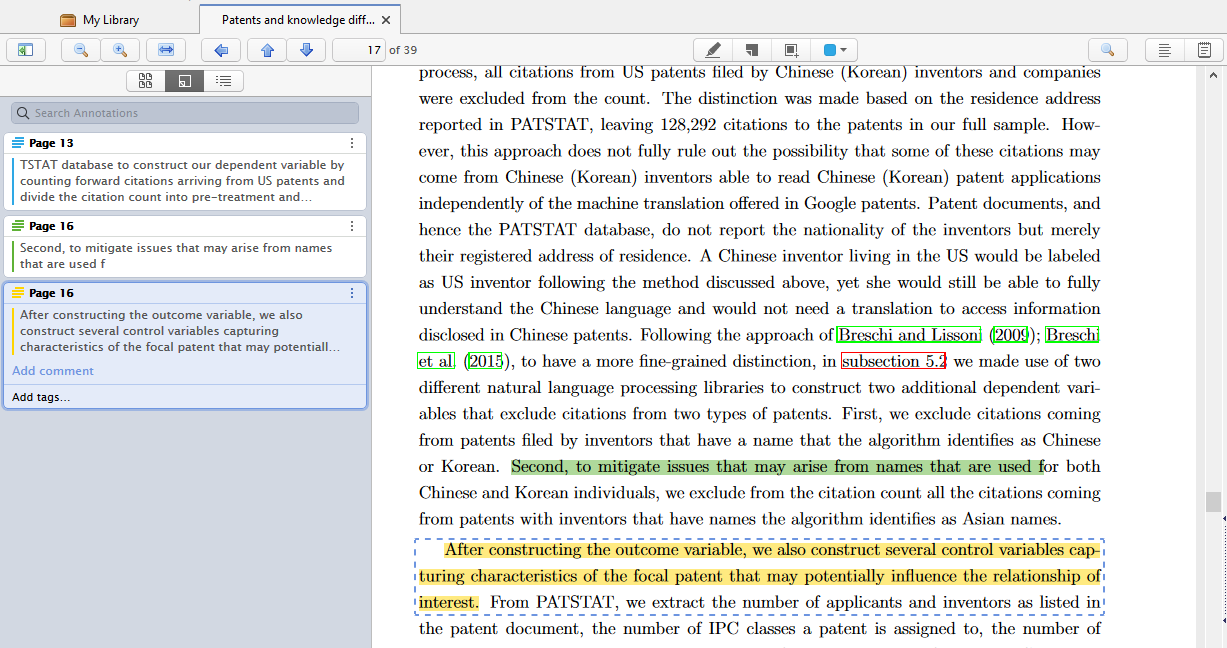 My Library
Patents and knowledge diff...
17 of 39
Search Annotations
Page 13
TSTAT database to construct our dependent variable by
counting forward citations arriving from US patents and
divide the citation count into pre-treatment and...
Page 16
Second, to mitigate issues that may arise from names
that are used f
Page 16
After constructing the outcome variable, we also
construct several control variables capturing
characteristics of the focal patent that may potentiall...
Add comment
Add tags...
process, all citations from US patents filed by Chinese (Korean) inventors and companies
were excluded from the count. The distinction was made based on the residence address
reported in PATSTAT, leaving 128,292 citations to the patents in our full sample. How-
ever, this approach does not fully rule out the possibility that some of these citations may
come from Chinese (Korean) inventors able to read Chinese (Korean) patent applications
independently of the machine translation offered in Google patents. Patent documents, and
hence the PATSTAT database, do not report the nationality of the inventors but merely
their registered address of residence. A Chinese inventor living in the US would be labeled
as US inventor following the method discussed above, yet she would still be able to fully
understand the Chinese language and would not need a translation to access information
disclosed in Chinese patents. Following the approach of Breschi and Lissoni (2009); Breschi
et al. (2015), to have a more fine-grained distinction, in subsection 5.2 we made use of two
different natural language processing libraries to construct two additional dependent vari-
ables that exclude citations from two types of patents. First, we exclude citations coming
from patents filed by inventors that have a name that the algorithm identifies as Chinese
or Korean. Second, to mitigate issues that may arise from names that are used for both
Chinese and Korean individuals, we exclude from the citation count all the citations coming
from patents with inventors that have names the algorithm identifies as Asian names.
After constructing the outcome variable, we also construct several control variables cap-
turing characteristics of the focal patent that may potentially influence the relationship of
interest. From PATSTAT, we extract the number of applicants and inventors as listed in
the patent document, the number of IPC classes a patent is assigned to, the number of